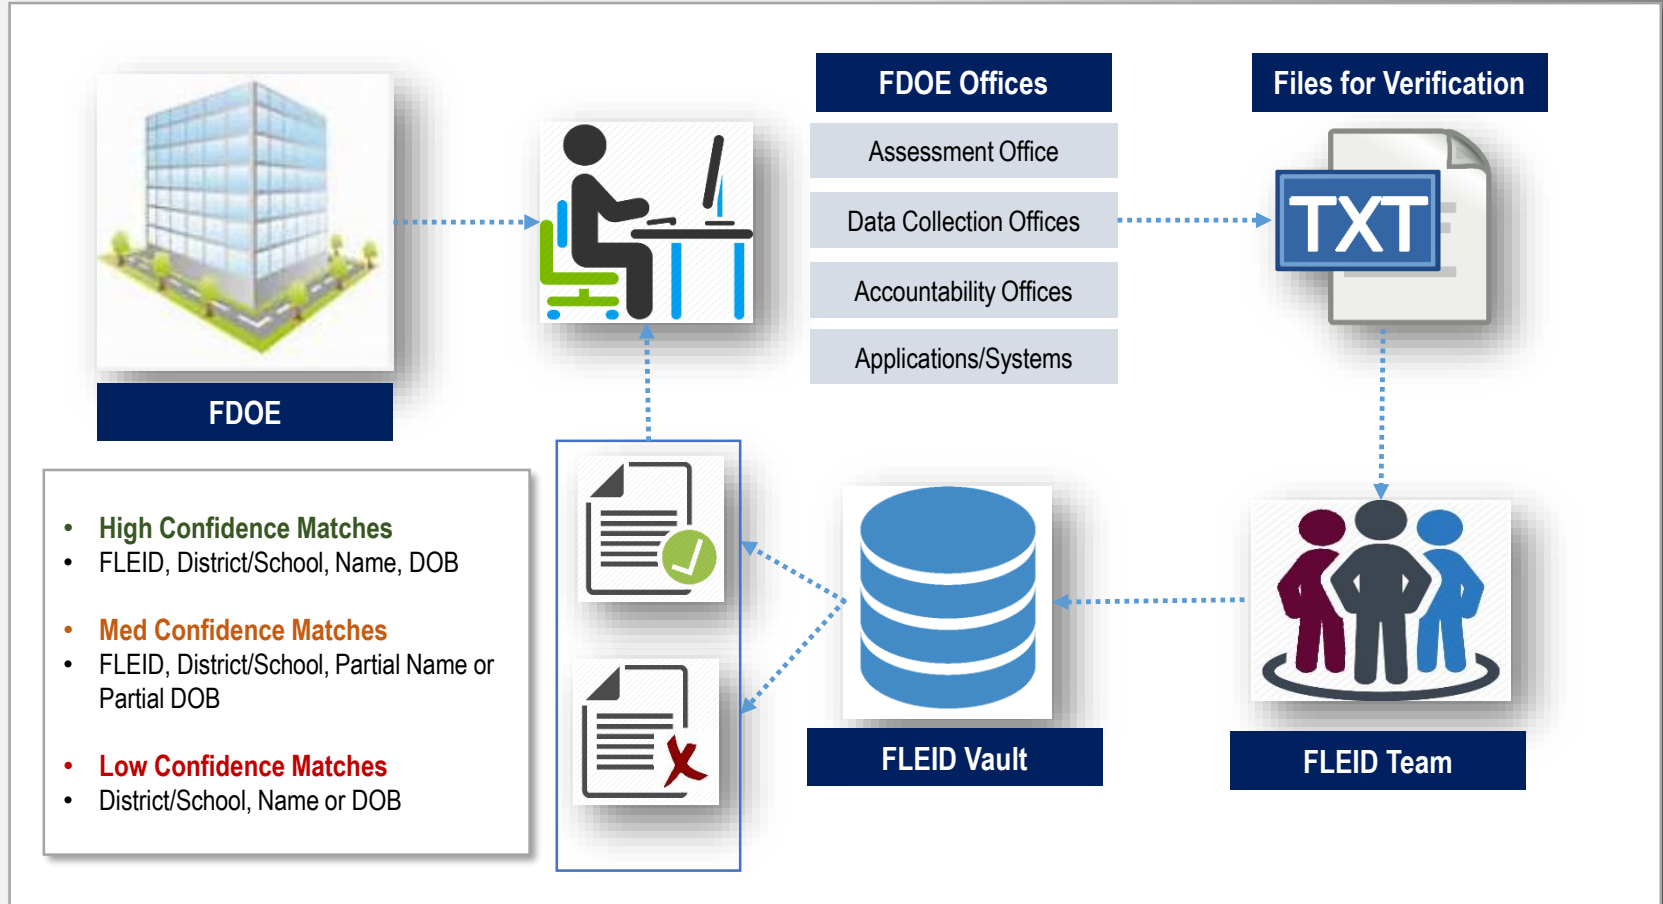 FDOE Offices
Assessment Office
Data Collection Offices
Accountability Offices
Applications/Systems
Files for Verification
TXT
FDOE
• High Confidence Matches
• FLEID, District/School, Name, DOB
• Med Confidence Matches
• FLEID, District/School, Partial Name or
Partial DOB
• Low Confidence Matches
• District/School, Name or DOB
FLEID Vault
FLEID Team